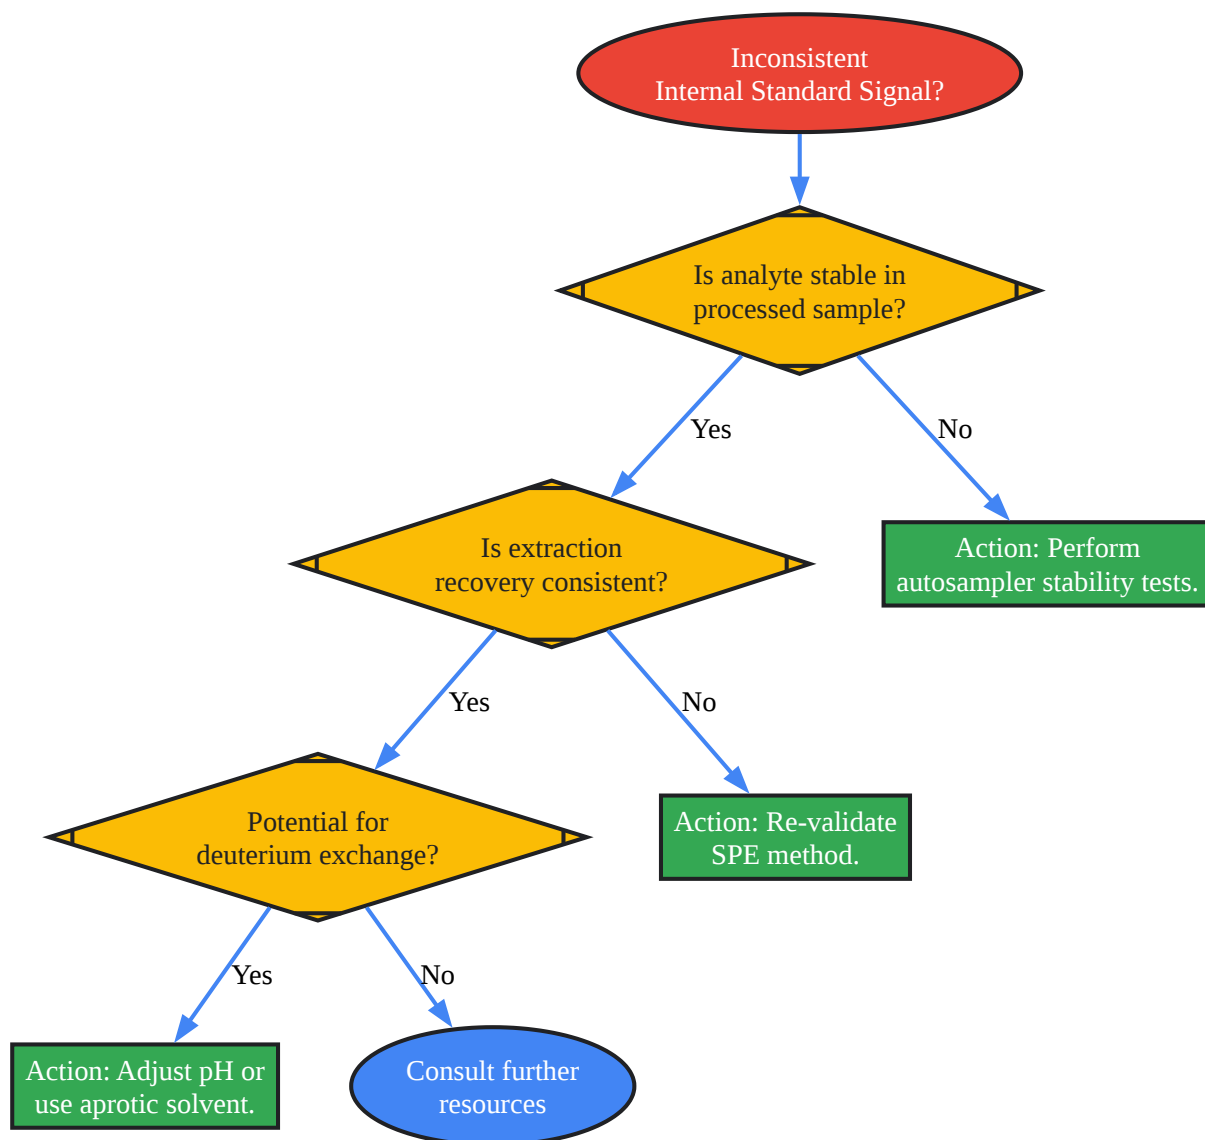 Inconsistent
Internal Standard Signal?
Is analyte stable in
processed sample?
Yes
No
Is extraction
recovery consistent?
Action: Perform
autosampler stability tests.
Yes
No
Potential for
deuterium exchange?
Action: Re-validate
SPE method.
Yes
No
Action: Adjust pH or
use aprotic solvent.
Consult further
resources